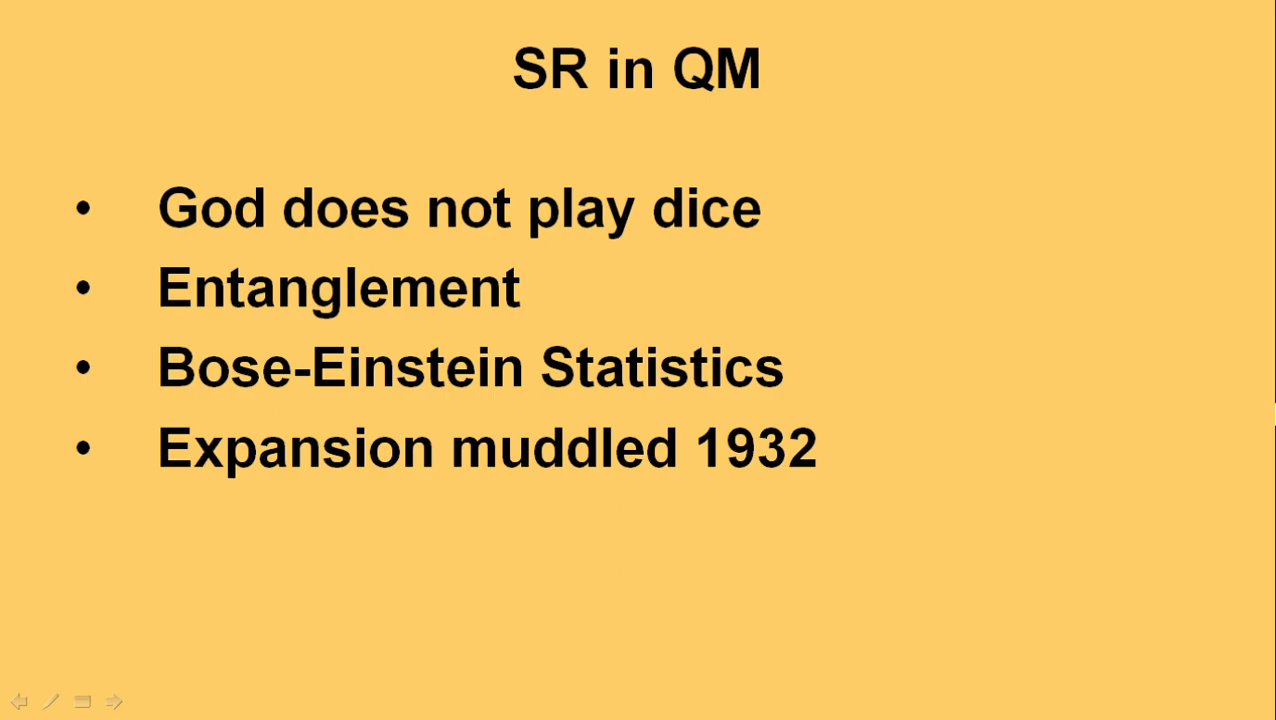 SR in QM
• God does not play dice
• Entanglement
• Bose-Einstein Statistics
• Expansion muddled 1932